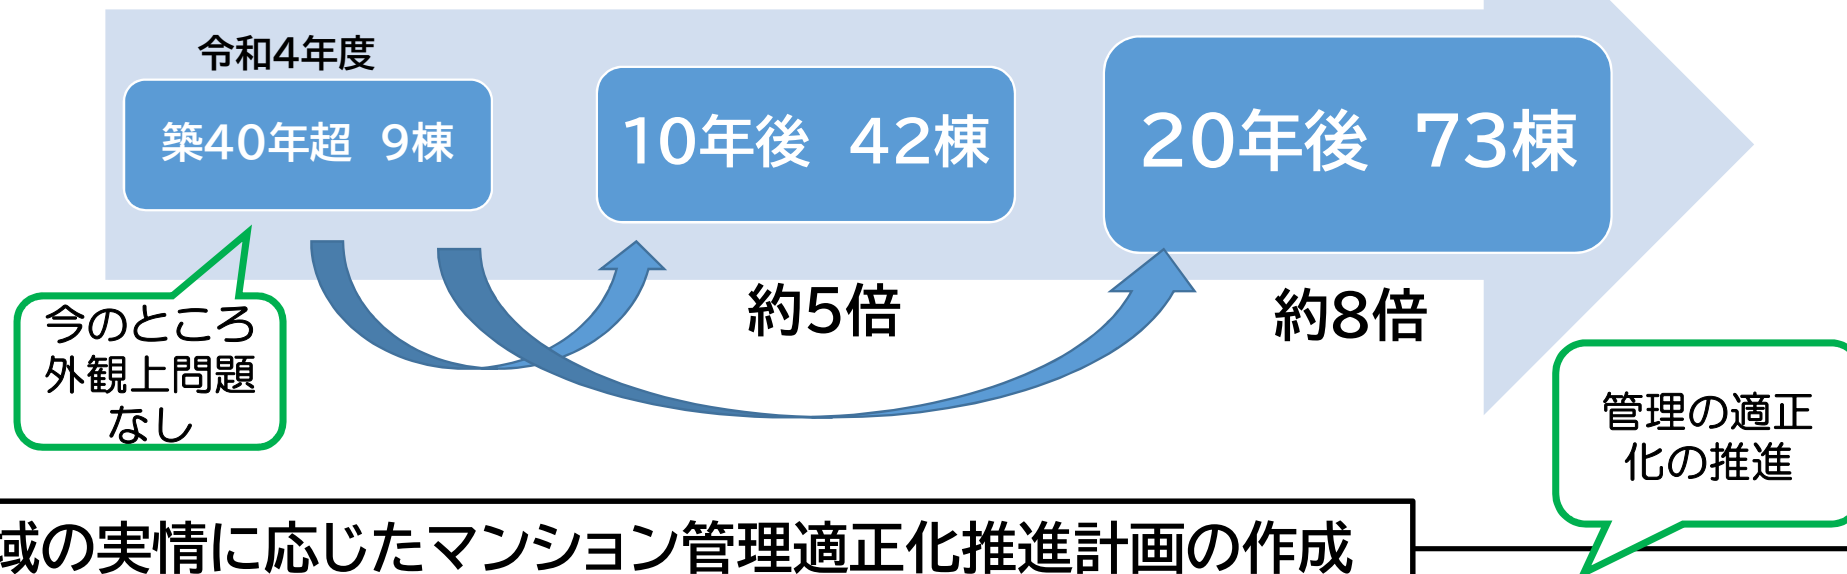 令和4年度
築40年超　9棟
10年後　42棟
20年後　73棟
約5倍
約8倍
今のところ
外観上問題
なし
管理の適正
化の推進
域の実情に応じたマンション管理適正化推進計画の作成